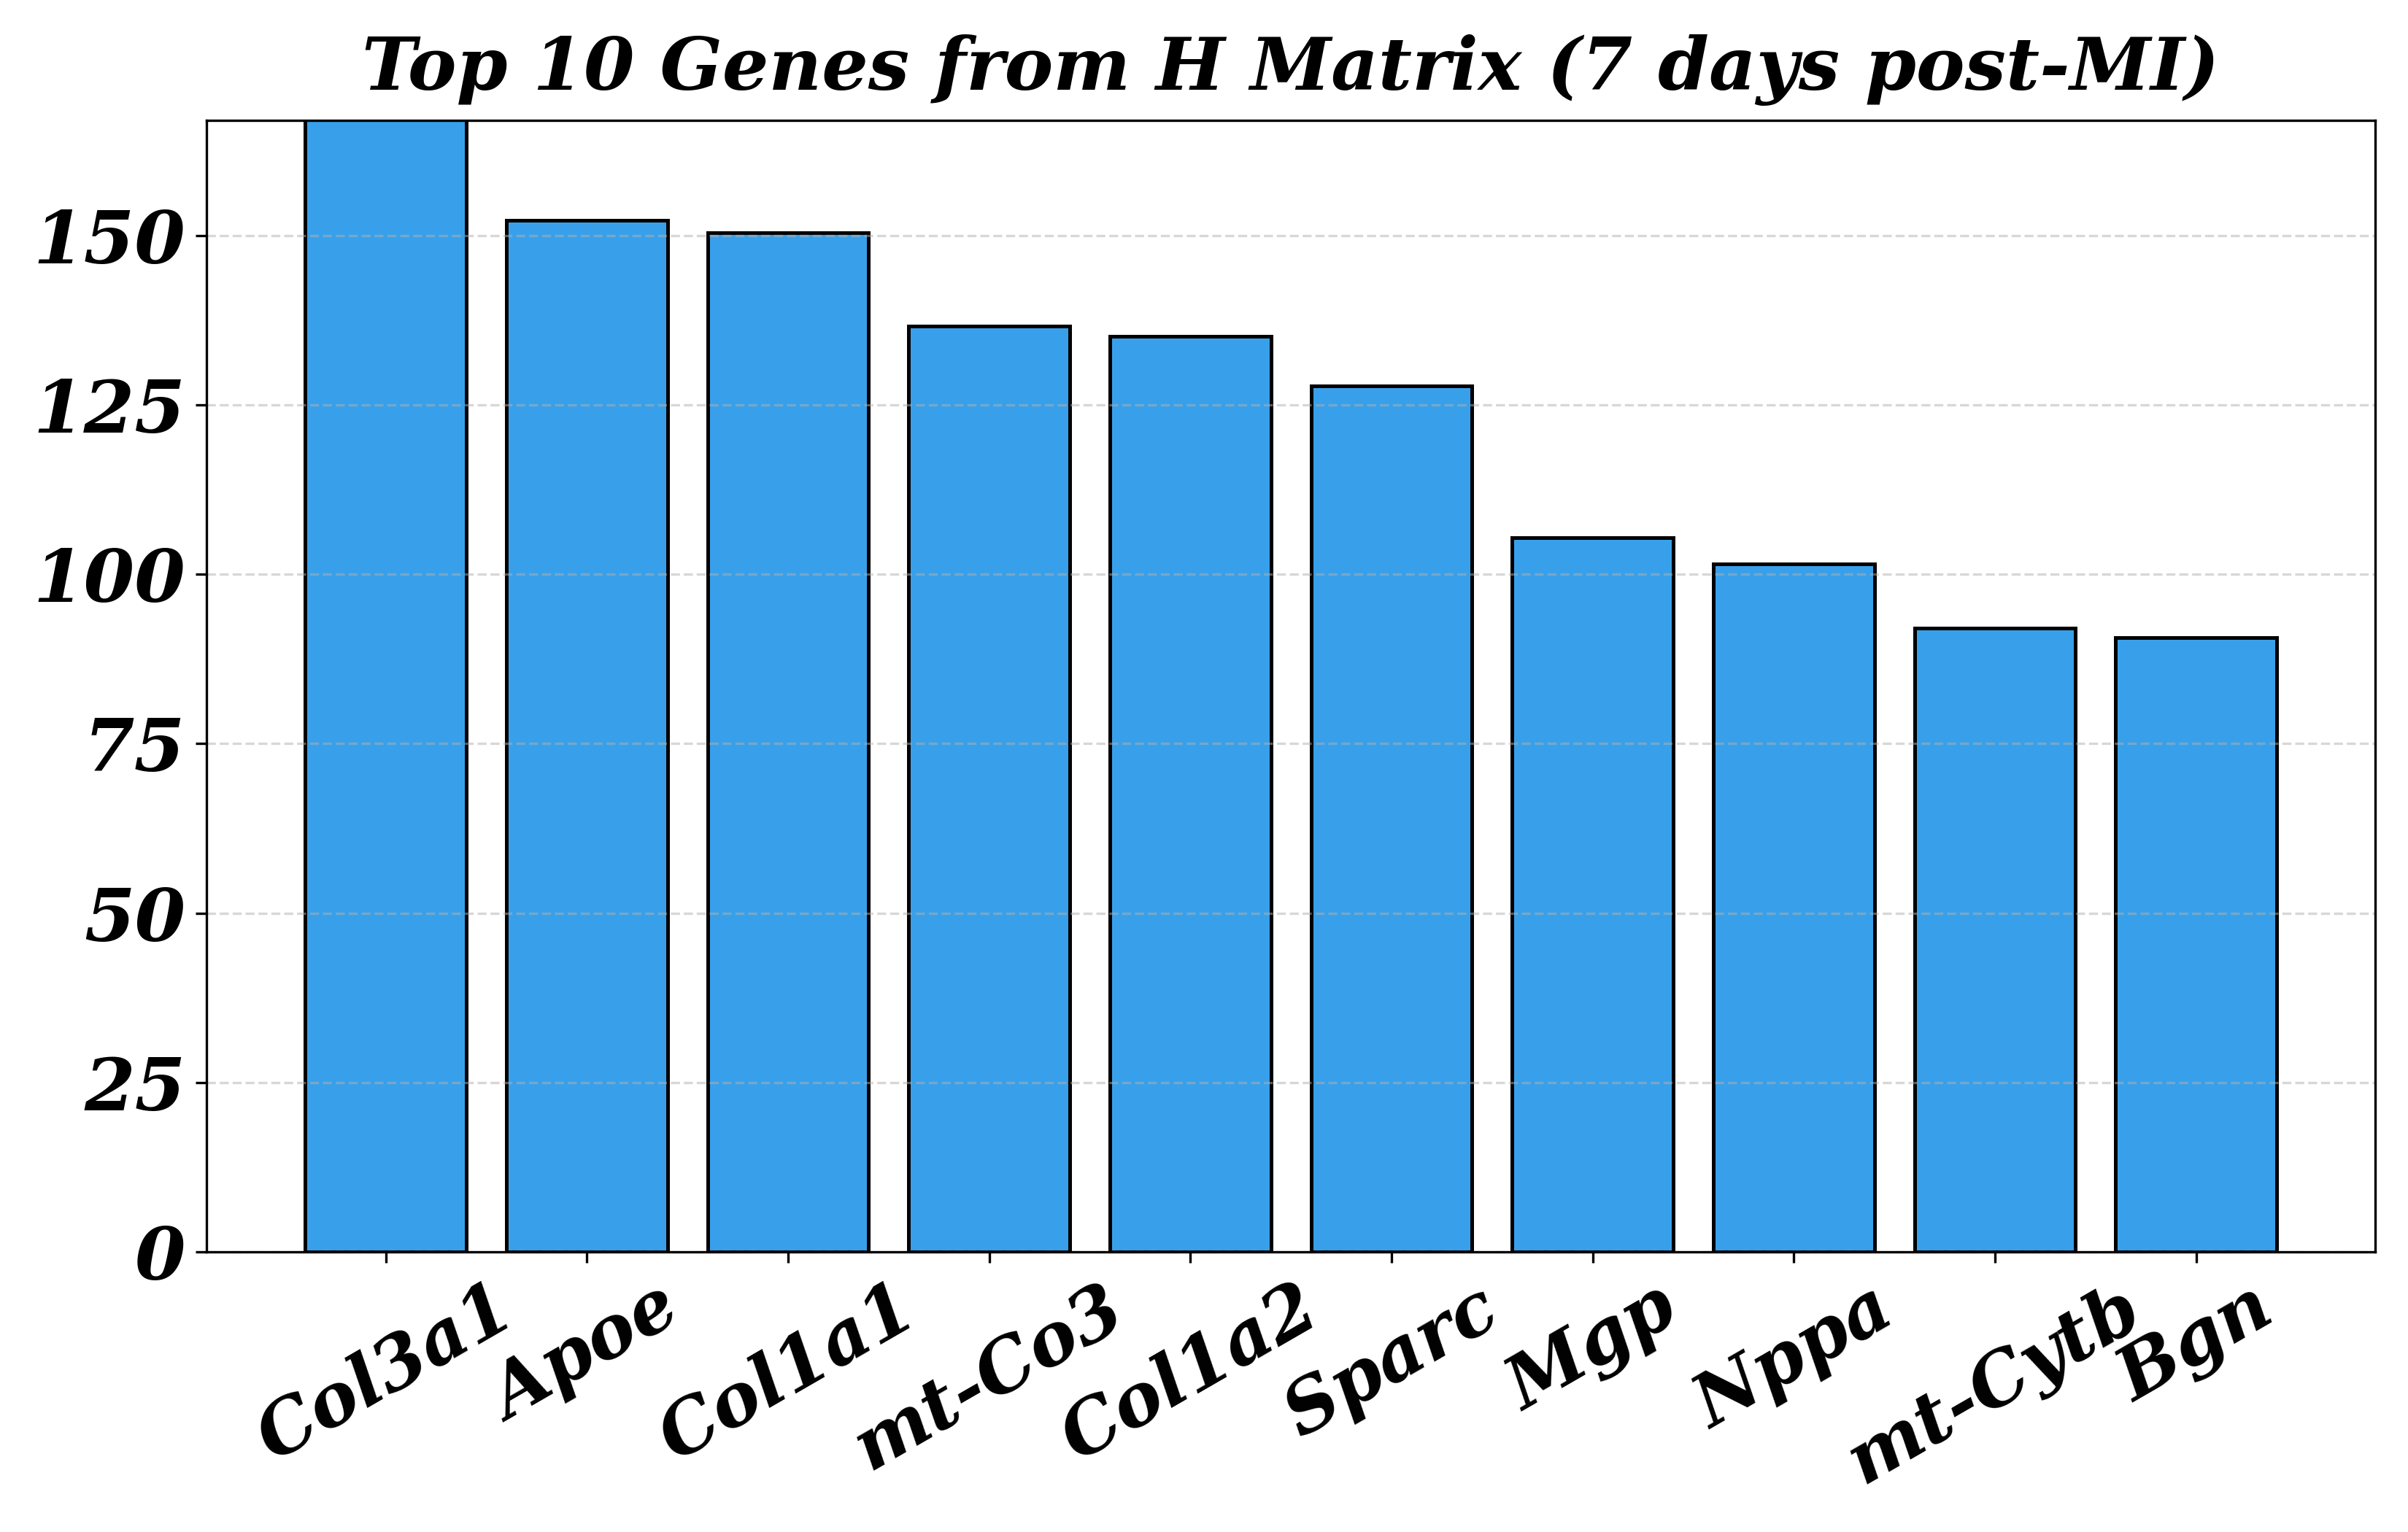 Top 10 Genes from H Matrix (7 days post-MI)
150
125
100
75
50
25
0
Col3a1
Apoe
Col1a1
mt-Co3
Col1a2
Sparc
Mgp
Nppa
mt-Cytb
Bgn